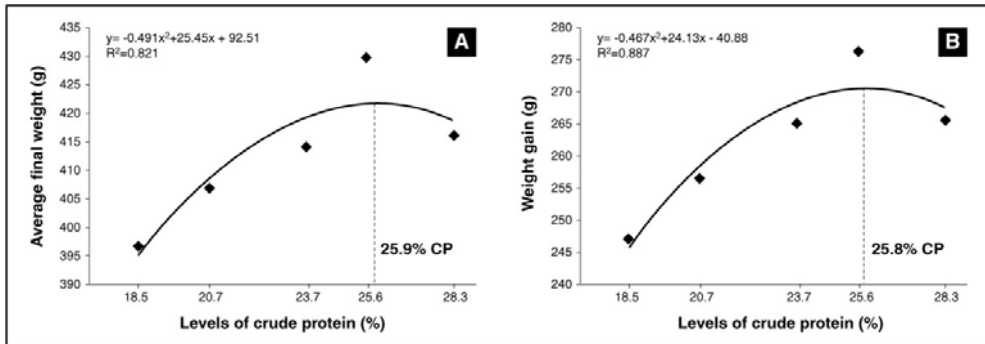 y= -0.491x²+25.45x + 92.51
R²=0.821
A
435
430
425
420
415
410
405
400
395
390
Average final weight (g)
25.9% CP
18.5 20.7 23.7 25.6 28.3
Levels of crude protein (%)
y= -0.467x²+24.13x - 40.88
R²=0.887
B
280
275
270
265
260
255
250
245
240
Weight gain (g)
25.8% CP
18.5 20.7 23.7 25.6 28.3
Levels of crude protein (%)